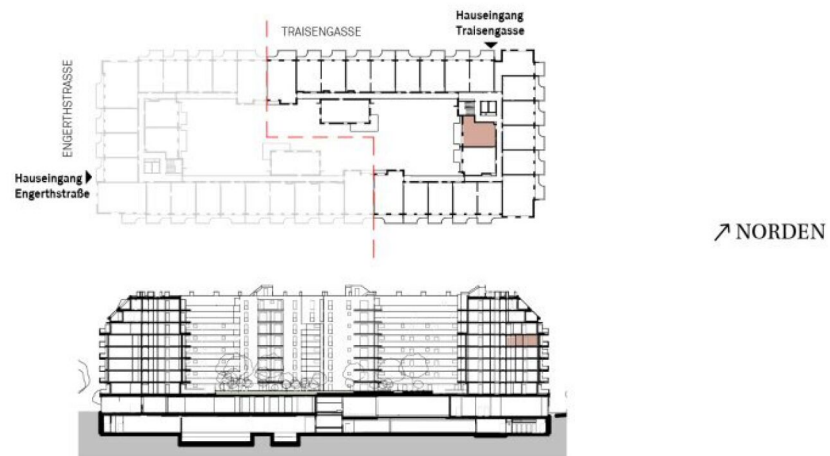 Hauseingang
Traisengasse
TRAISENGASSE
ENGERTHSTRASSE
Hauseingang
Engerthstraße
NORDEN